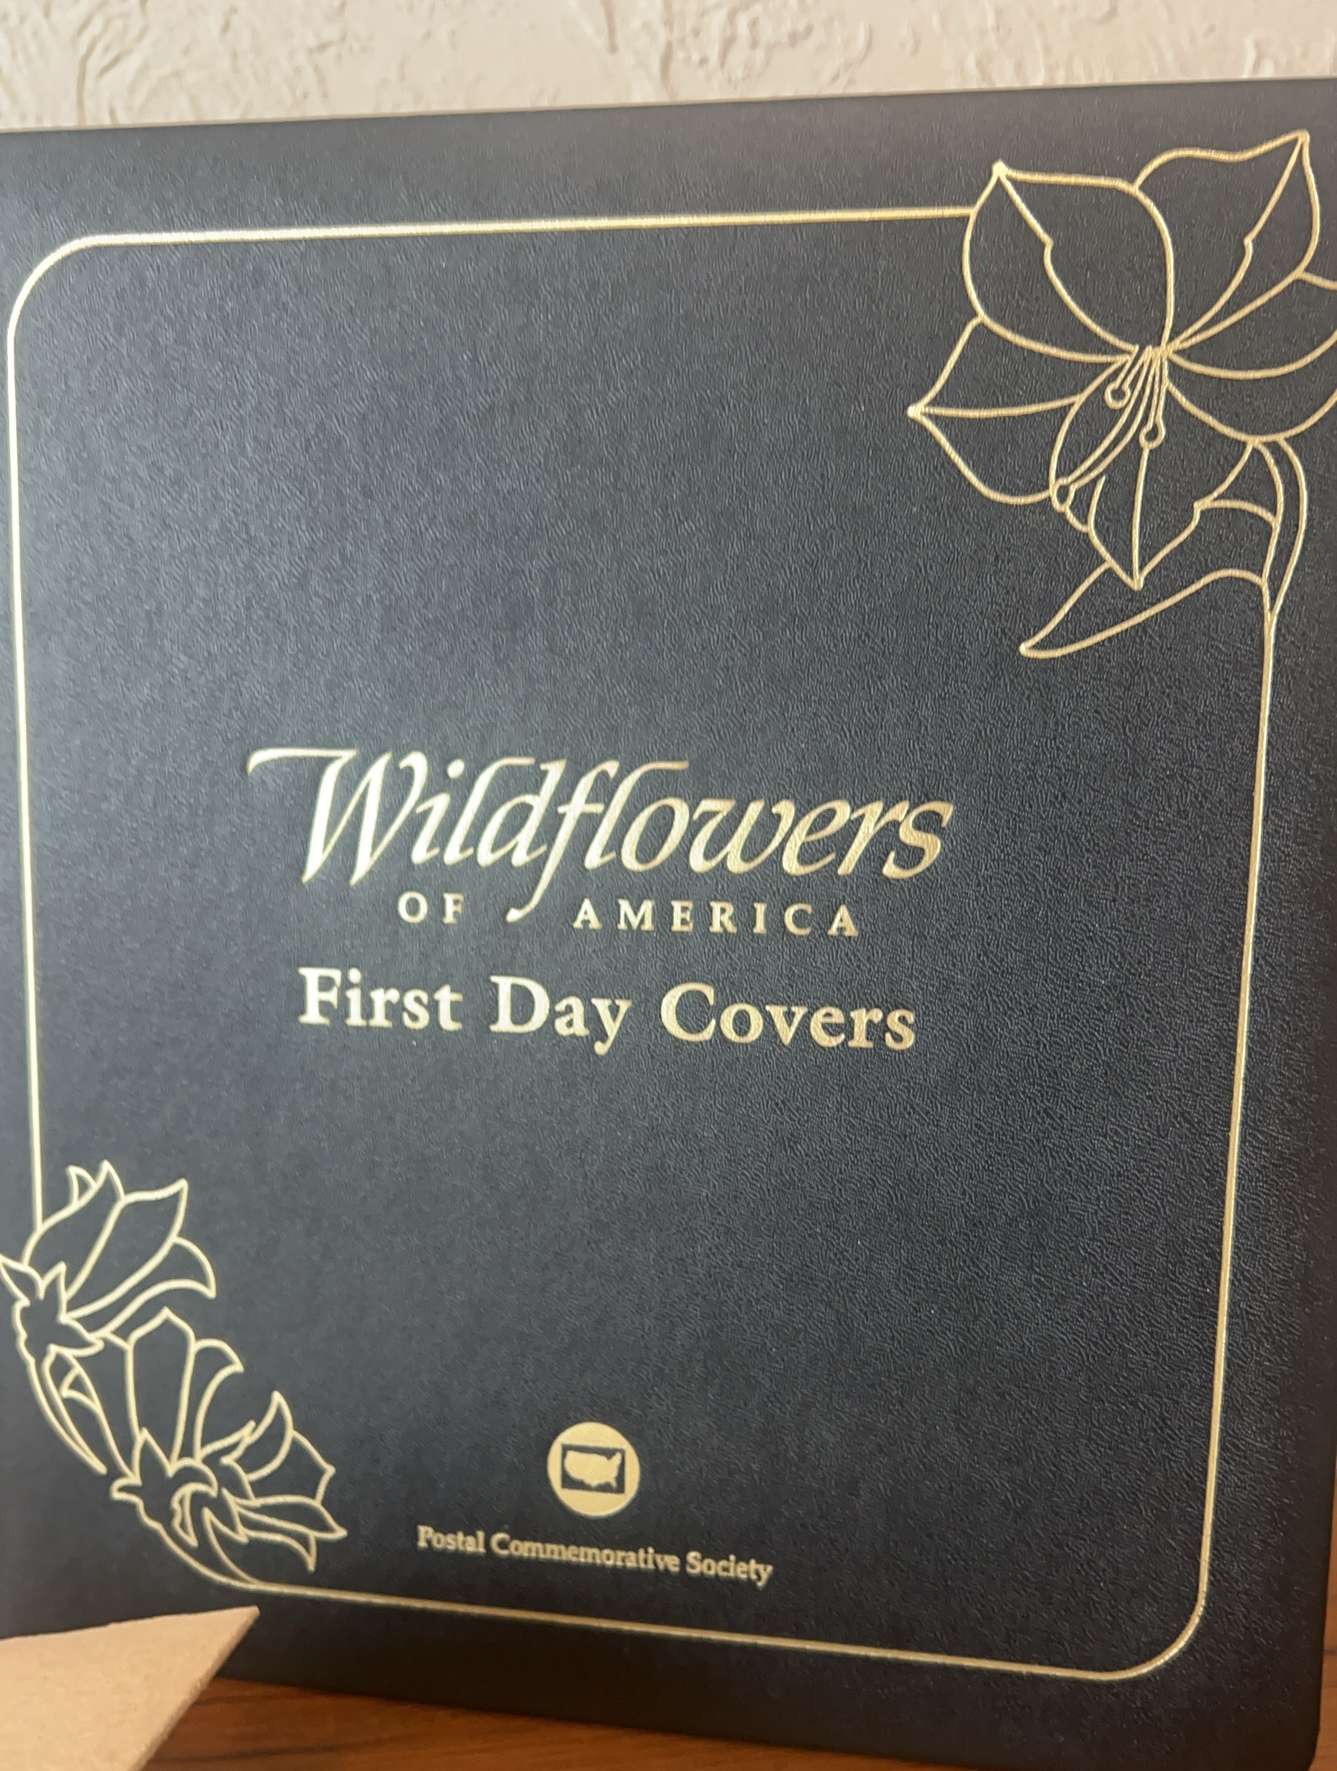 Wildflowers
OF AMERICA
First Day Covers
Postal Commemorative Society